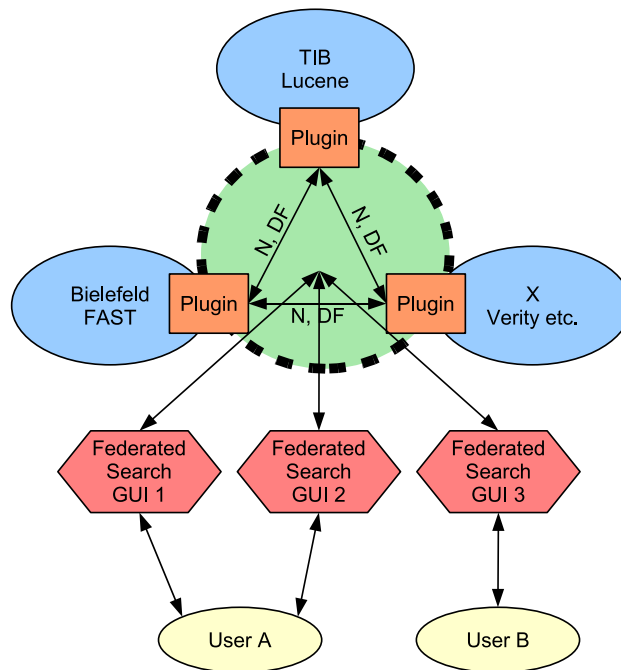 TIB
Lucene
Plugin
N, DF
N, DF
Bielefeld
FAST
Plugin
Plugin
X
Verity etc.
N, DF
Federated
Search
GUI 1
Federated
Search
GUI 2
Federated
Search
GUI 3
User A
User B